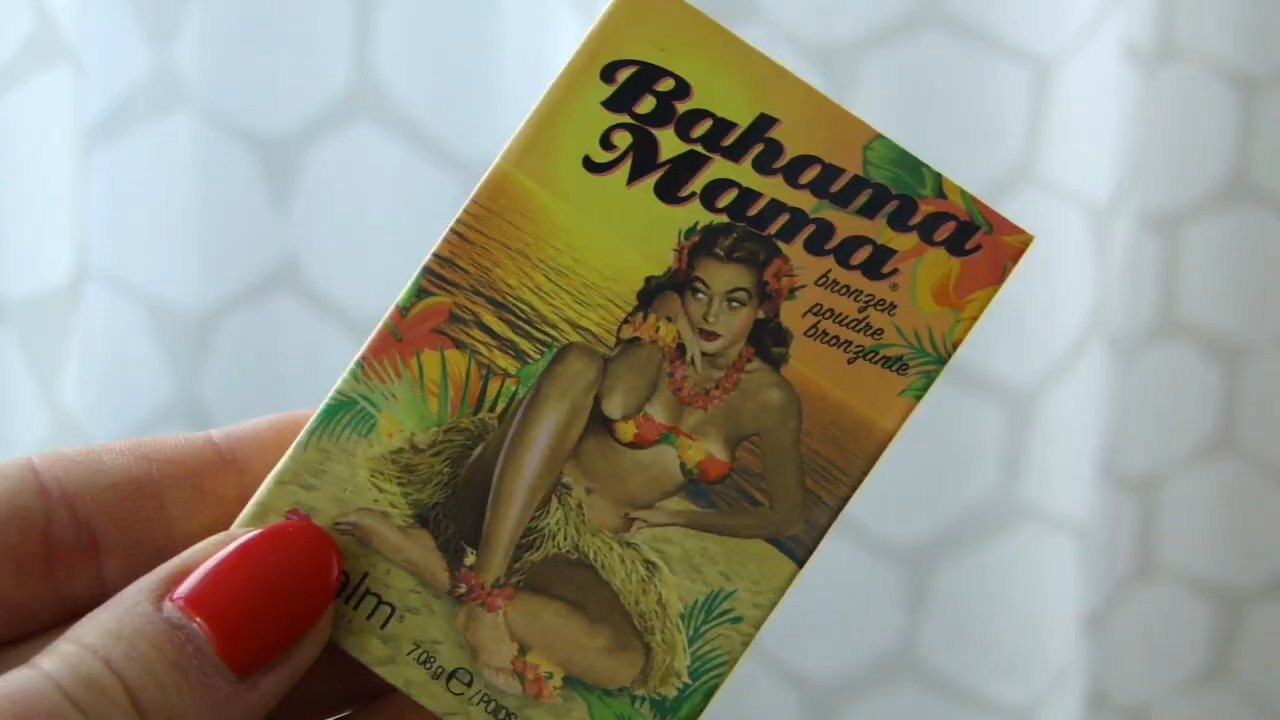 Bahama
Mama®
bronzer
poudre
bronzante
alm®
7.08 g ℮ / POIDS